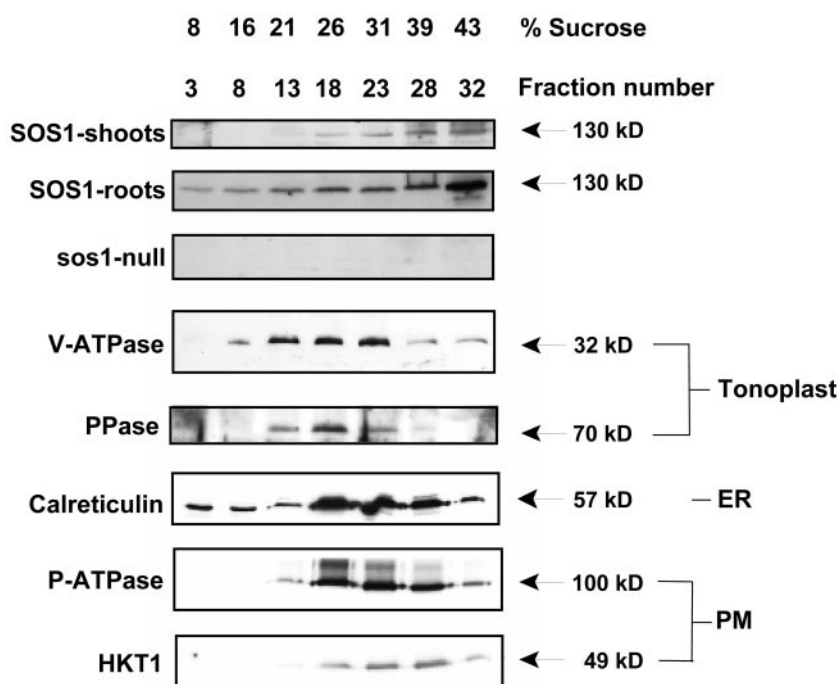 8 16 21 26 31 39 43 % Sucrose
3 8 13 18 23 28 32 Fraction number
SOS1-shoots 130 kD
SOS1-roots 130 kD
sos1-null
V-ATPase 32 kD
Tonoplast
PPase 70 kD
Calreticulin 57 kD ER
P-ATPase 100 kD
PM
HKT1 49 kD